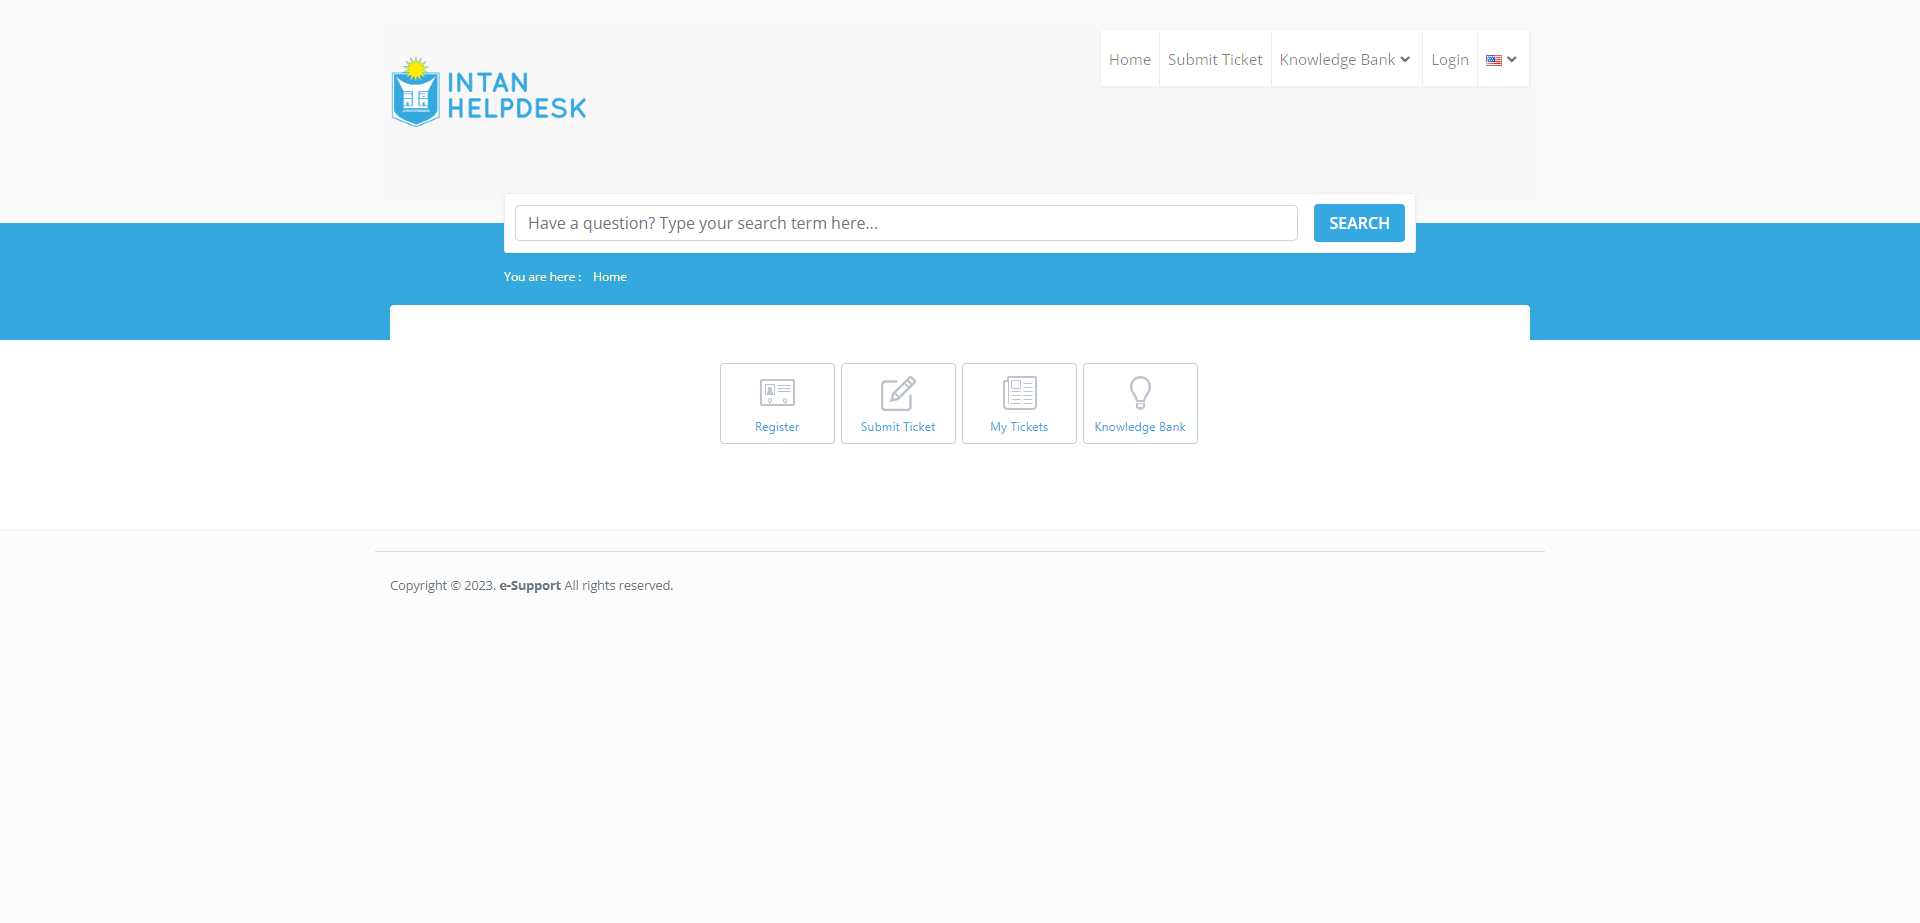 INTAN
HELPDESK
Home
Submit Ticket
Knowledge Bank
Login
Have a question? Type your search term here...
SEARCH
You are here : Home
Register
Submit Ticket
My Tickets
Knowledge Bank
Copyright © 2023. e-Support All rights reserved.